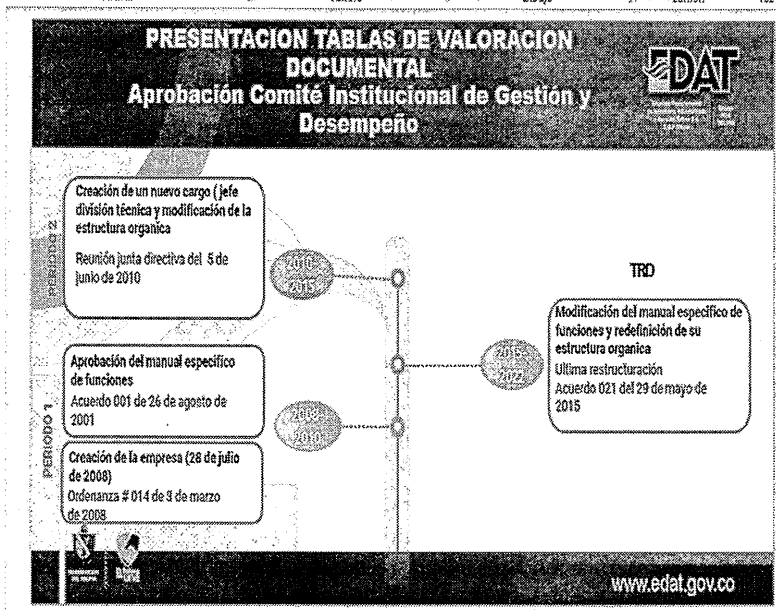 PRESENTACION TABLAS DE VALORACION
DOCUMENTAL
Aprobación Comité Institucional de Gestión y
Desempeño
EDAT
PERIODO 2
Creación de un nuevo cargo ( jefe
división técnica y modificación de la
estructura organica
Reunión junta directiva del 5 de
junio de 2010
2010
2015
TRD
Modificación del manual especifico de
funciones y redefinición de su
estructura organica
Ultima restructuración
Acuerdo 021 del 29 de mayo de
2015
2015
2022
PERIODO 1
Aprobación del manual especifico
de funciones
Acuerdo 001 de 26 de agosto de
2001
2008
2010
Creación de la empresa (28 de julio
de 2008)
Ordenanza # 014 de 3 de marzo
de 2008
www.edat.gov.co